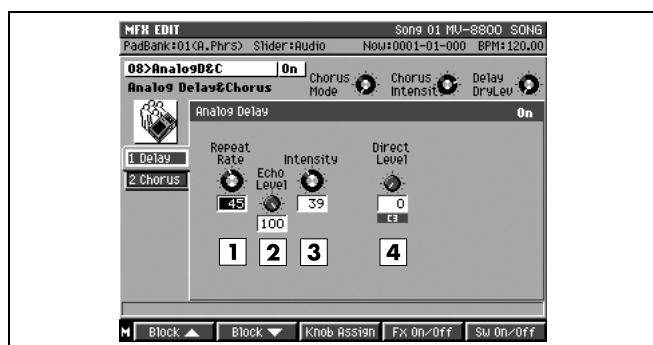 MFX EDIT Song 01 MV-8800 SONG
PadBank:01(A.Phrs) Slider:Audio Now:0001-01-000 BPM:120.00
08>AnalogD&C On
Analog Delay&Chorus
Chorus Mode
Chorus Intensit
Delay DryLev
Analog Delay On
1 Delay
2 Chorus
Repeat Rate
45
Echo Level
100
Intensity
39
Direct Level
0
C3
1 2 3 4
M Block ▲ Block ▼ Knob Assign Fx On/Off Sw On/Off